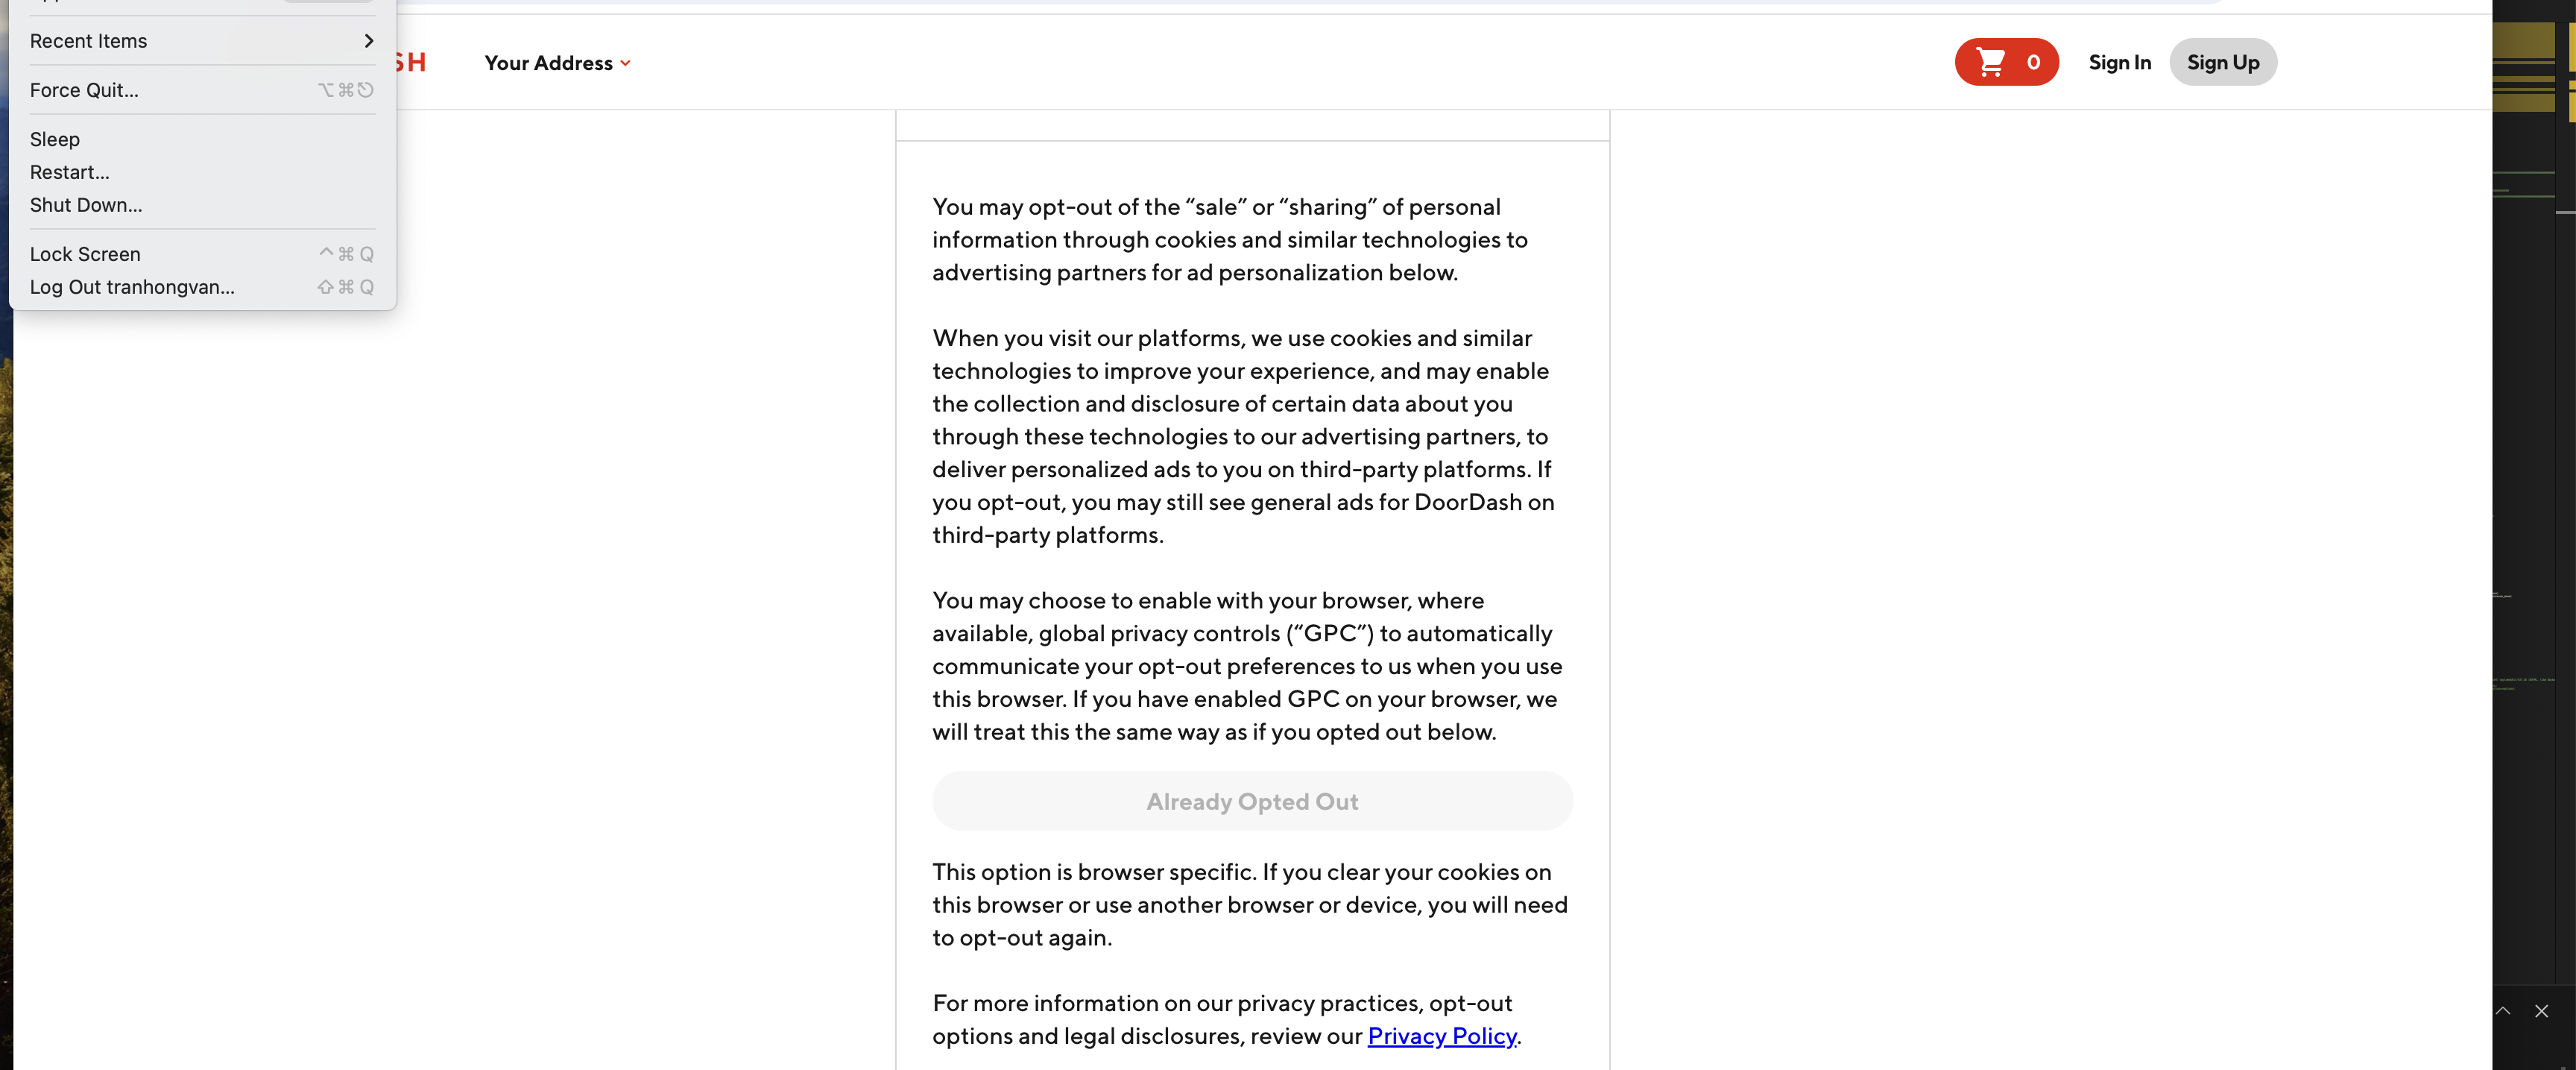 Recent Items
Force Quit... ⌥⌘⎋
Sleep
Restart...
Shut Down...
Lock Screen ^⌘Q
Log Out tranhongvan... ⇧⌘Q
SH
Your Address
0
Sign In
Sign Up
You may opt-out of the “sale” or “sharing” of personal
information through cookies and similar technologies to
advertising partners for ad personalization below.
When you visit our platforms, we use cookies and similar
technologies to improve your experience, and may enable
the collection and disclosure of certain data about you
through these technologies to our advertising partners, to
deliver personalized ads to you on third-party platforms. If
you opt-out, you may still see general ads for DoorDash on
third-party platforms.
You may choose to enable with your browser, where
available, global privacy controls (“GPC”) to automatically
communicate your opt-out preferences to us when you use
this browser. If you have enabled GPC on your browser, we
will treat this the same way as if you opted out below.
Already Opted Out
This option is browser specific. If you clear your cookies on
this browser or use another browser or device, you will need
to opt-out again.
For more information on our privacy practices, opt-out
options and legal disclosures, review our Privacy Policy.